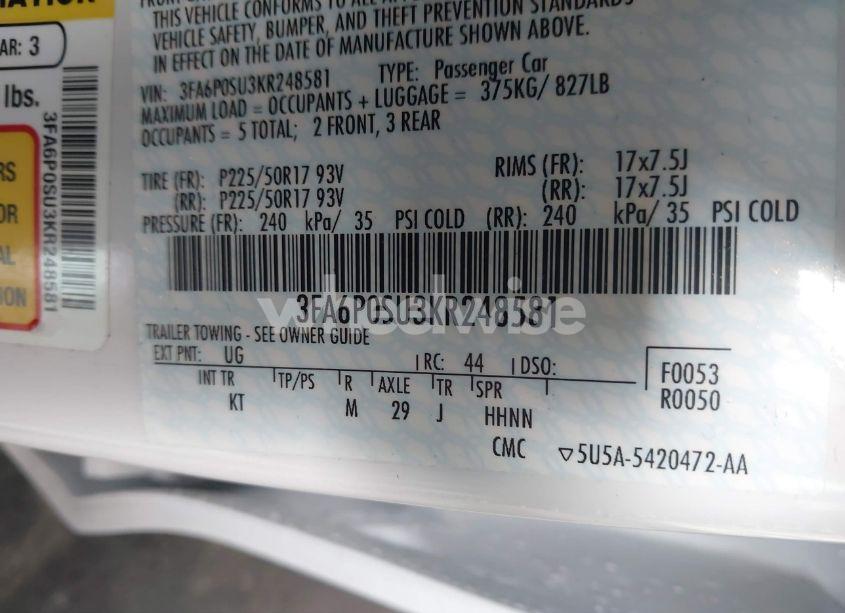 AR: 3
lbs.
RS
OR
AL
ION
3FA6P0SU3KR248581
THIS VEHICLE CONFORMS TO ALL
VEHICLE SAFETY, BUMPER, AND THEFT PREVENTION STANDARDS
IN EFFECT ON THE DATE OF MANUFACTURE SHOWN ABOVE.
VIN: 3FA6P0SU3KR248581 TYPE: Passenger Car
MAXIMUM LOAD = OCCUPANTS + LUGGAGE = 375KG/ 827LB
OCCUPANTS = 5 TOTAL; 2 FRONT, 3 REAR
TIRE (FR): P225/50R17 93V RIMS (FR): 17x7.5J
(RR): P225/50R17 93V (RR): 17x7.5J
PRESSURE (FR): 240 kPa/ 35 PSI COLD (RR): 240 kPa/ 35 PSI COLD
3FA6P0SU3KR248581
TRAILER TOWING - SEE OWNER GUIDE
EXT PNT: UG RC: 44 DSO:
F0053
R0050
INT TR TP/PS R AXLE TR SPR
KT M 29 J HHNN
CMC 5U5A-5420472-AA